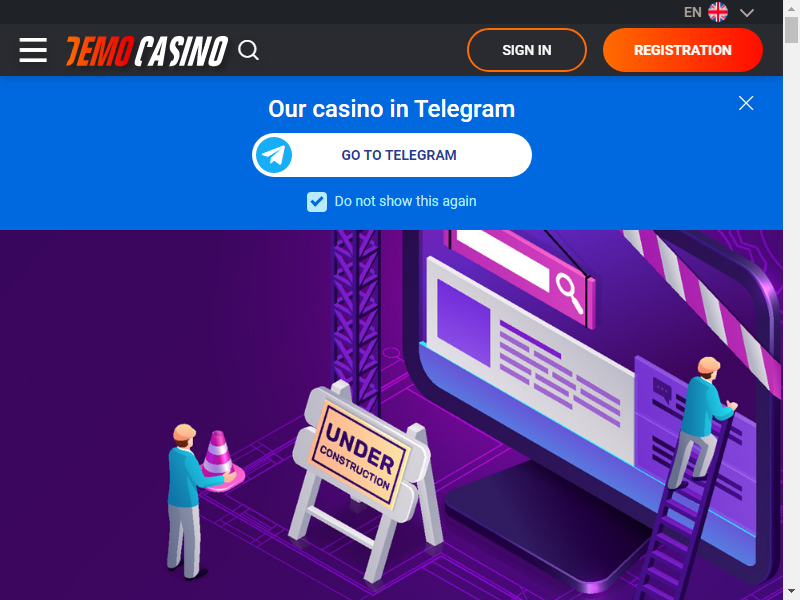 EN
DEMO CASINO
SIGN IN
REGISTRATION
Our casino in Telegram
GO TO TELEGRAM
Do not show this again
UNDER
CONSTRUCTION